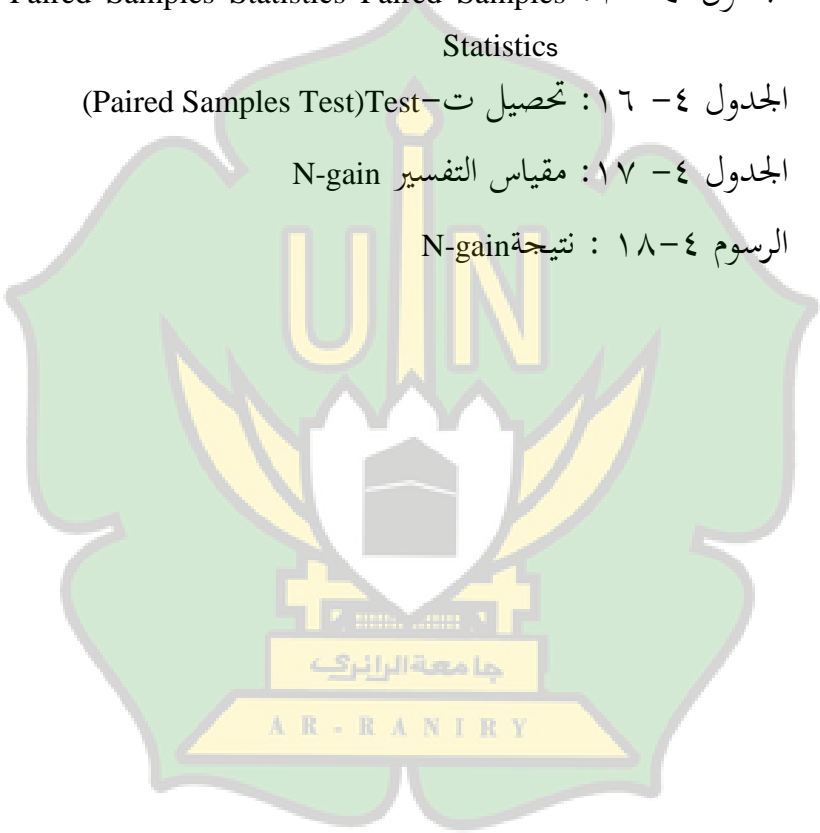 Paired Samples Statistics Paired Samples
Statistics
الجدول ٤- ١٦: تحصيل ت-Test(Paired Samples Test)
الجدول ٤- ١٧: مقياس التفسير N-gain
الرسوم ٤-١٨ : نتيجةN-gain
UIN
جامعة الرانري
AR-RANIRY